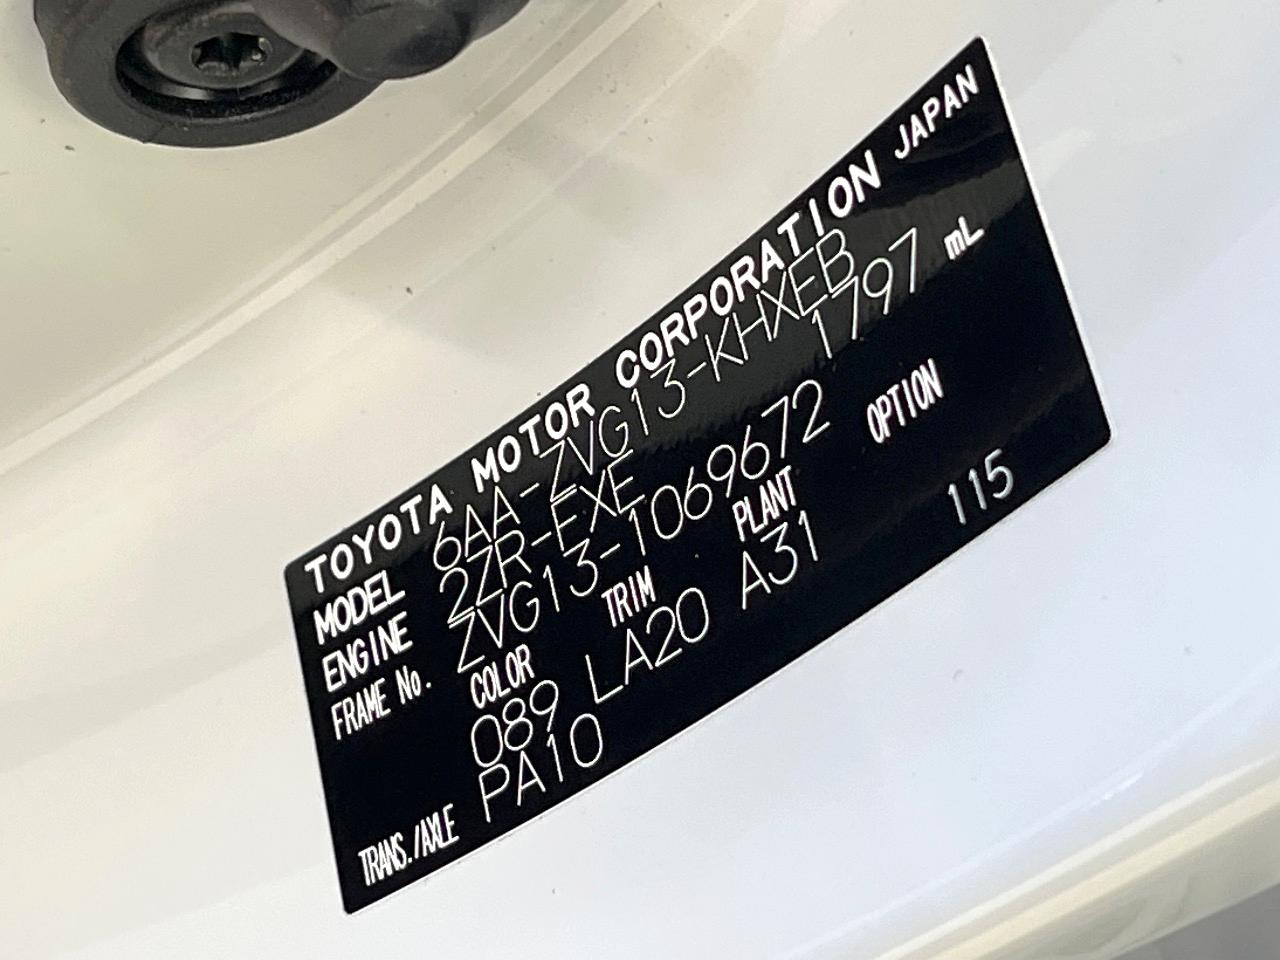 TOYOTA MOTOR CORPORATION JAPAN
MODEL 6AA-ZVG13-KHXEB
ENGINE 2ZR-EXE 1797 mL
FRAME No. ZVG13-1069672
COLOR TRIM PLANT OPTION
089 LA20 A31 115
TRANS./AXLE PA10